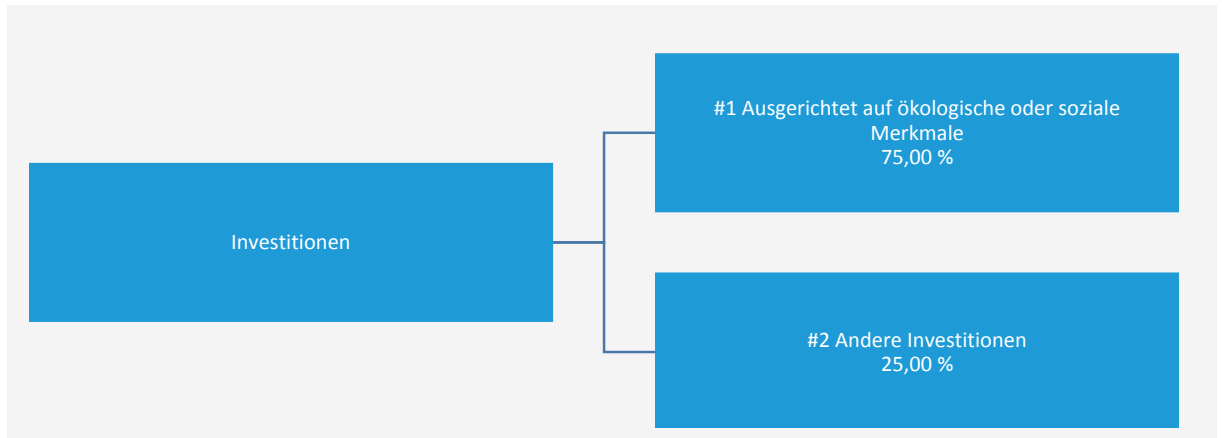 #1 Ausgerichtet auf ökologische oder soziale
Merkmale
75,00 %
Investitionen
#2 Andere Investitionen
25,00 %